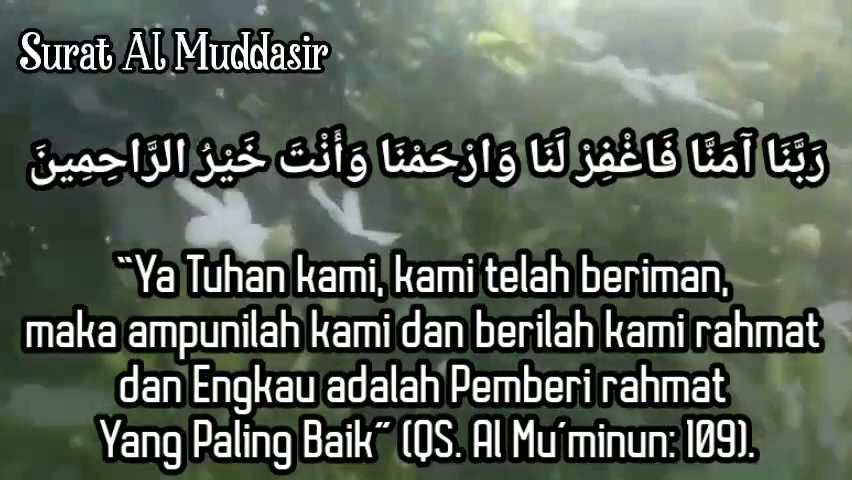 Surat Al Muddasir
رَبَّنَا آمَنَّا فَاغْفِرْ لَنَا وَارْحَمْنَا وَأَنْتَ خَيْرُ الرَّاحِمِينَ
“Ya Tuhan kami, kami telah beriman,
maka ampunilah kami dan berilah kami rahmat
dan Engkau adalah Pemberi rahmat
Yang Paling Baik” (QS. Al Mu´minun: 109).